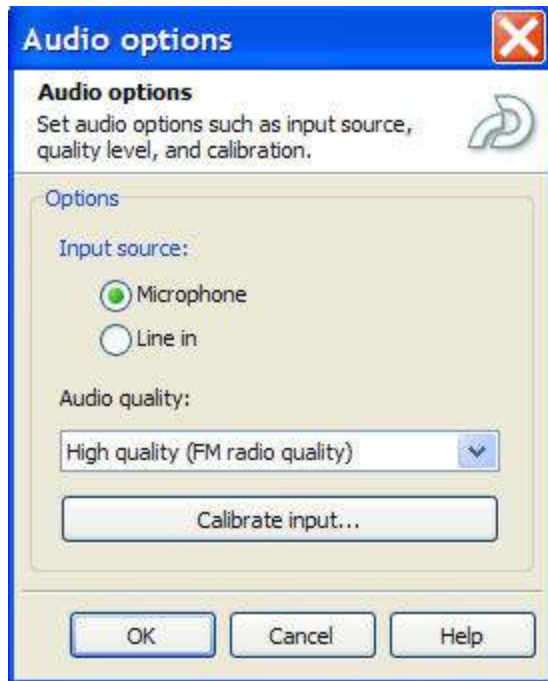 Audio options
Audio options
Set audio options such as input source,
quality level, and calibration.
Options
Input source:
Microphone
Line in
Audio quality:
High quality (FM radio quality)
Calibrate input...
OK Cancel Help